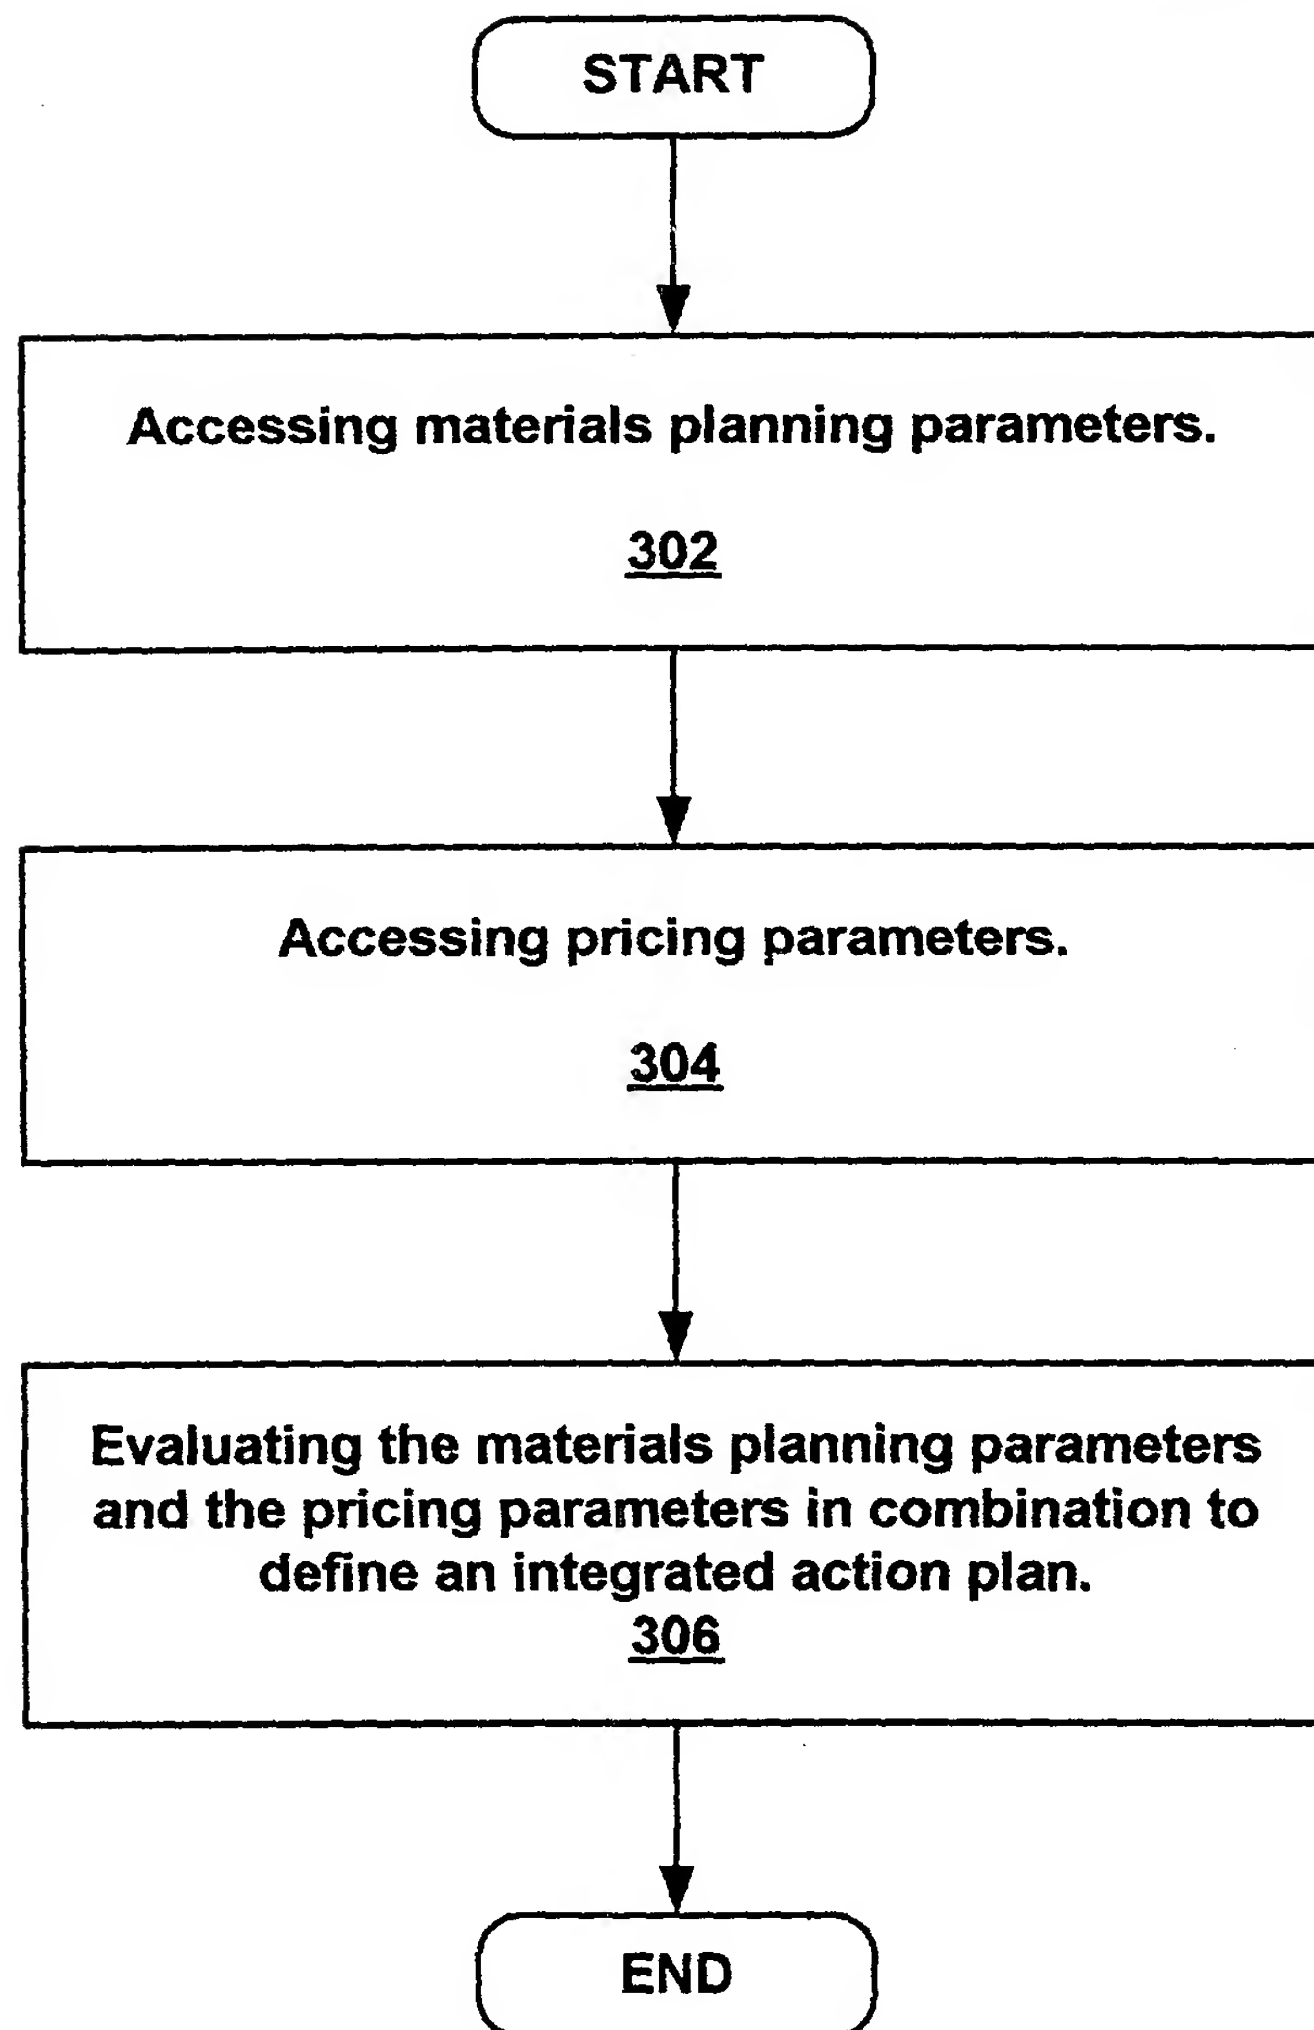 START
Accessing materials planning parameters.
302
Accessing pricing parameters.
304
Evaluating the materials planning parameters
and the pricing parameters in combination to
define an integrated action plan.
306
END